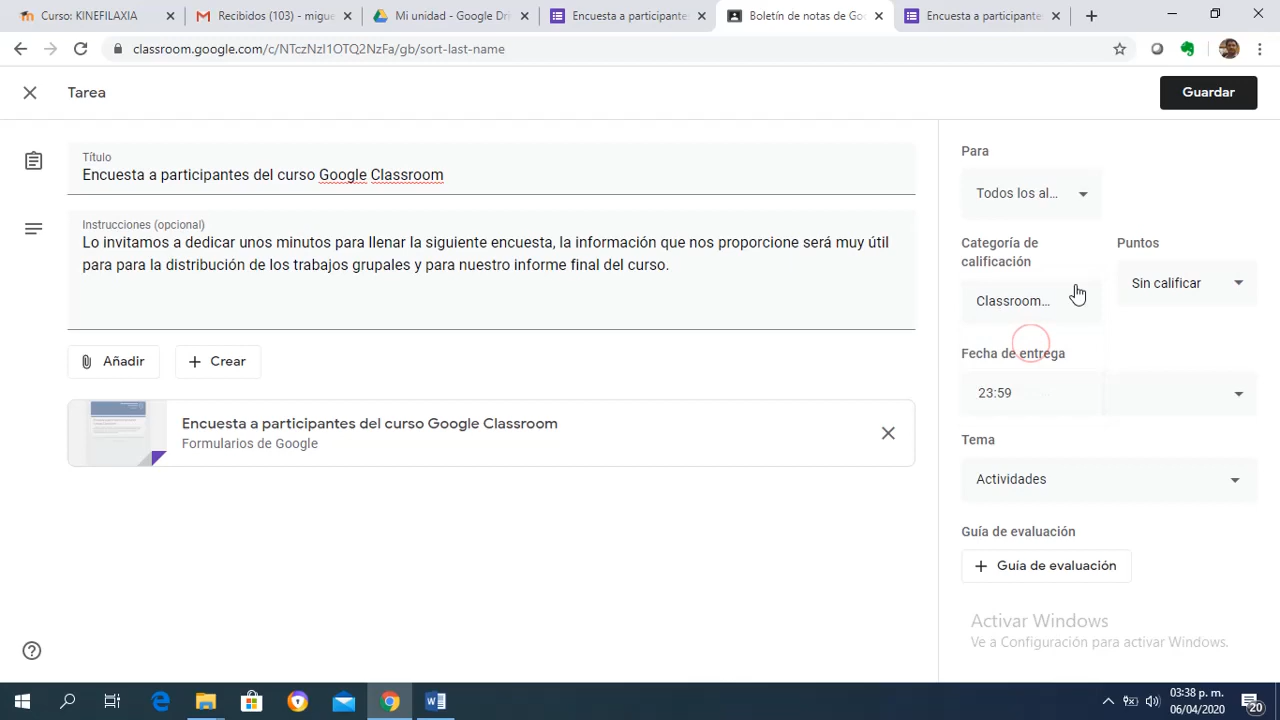 Curso: KINEFILAXIA
Recibidos (103) - migue
Mi unidad - Google Dri
Encuesta a participantes
Boletín de notas de Go
Encuesta a participante
classroom.google.com/c/NTczNzI1OTQ2NzFa/gb/sort-last-name
Tarea
Guardar
Título
Encuesta a participantes del curso Google Classroom
Instrucciones (opcional)
Lo invitamos a dedicar unos minutos para llenar la siguiente encuesta, la información que nos proporcione será muy útil
para para la distribución de los trabajos grupales y para nuestro informe final del curso.
Añadir
Crear
Encuesta a participantes del curso Google Classroom
Formularios de Google
Para
Todos los al...
Categoría de
calificación
Puntos
Classroom...
Sin calificar
Fecha de entrega
23:59
Tema
Actividades
Guía de evaluación
Guía de evaluación
Activar Windows
Ve a Configuración para activar Windows.
03:38 p. m.
06/04/2020
20